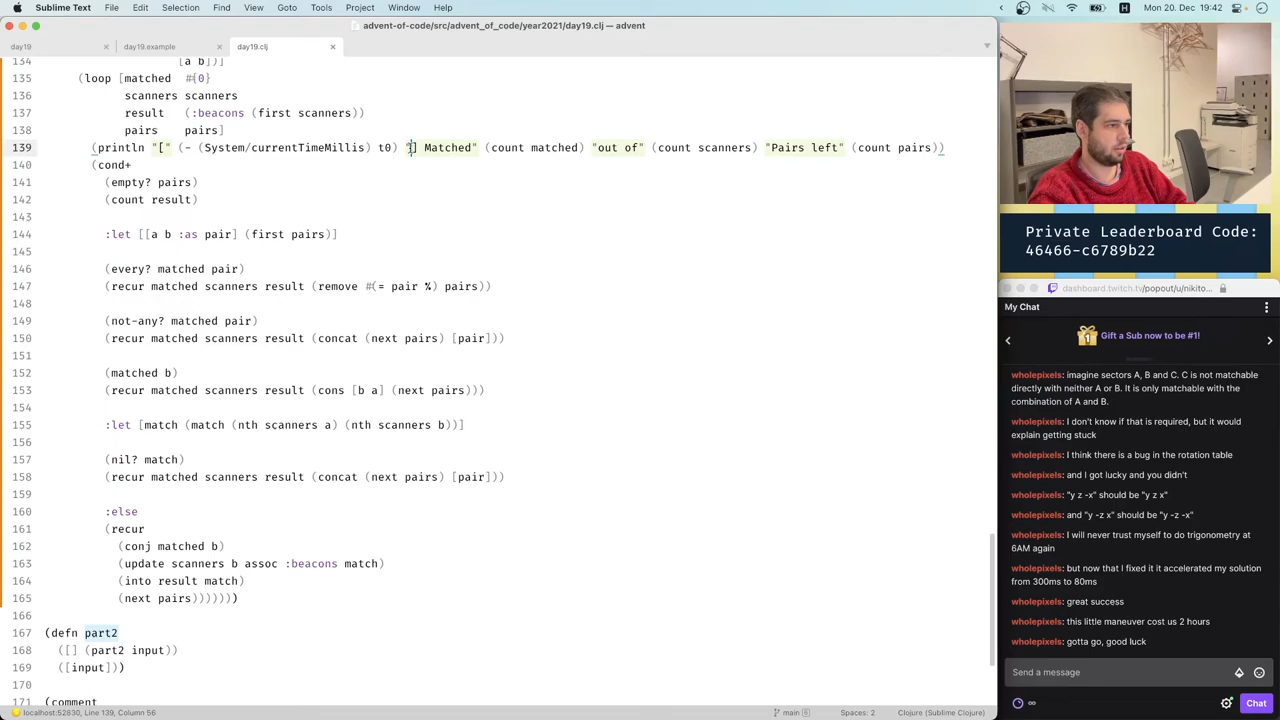 Sublime Text File Edit Selection Find View Goto Tools Project Window Help
Mon 20. Dec 19:42
advent-of-code/src/advent_of_code/year2021/day19.clj — advent
day19 day19.example day19.clj
134 [a b])]
135 (loop [matched #{0}
136 scanners scanners
137 result (:beacons (first scanners))
138 pairs pairs]
139 (println "[" (- (System/currentTimeMillis) t0) "] Matched" (count matched) "out of" (count scanners) "Pairs left" (count pairs))
140 (cond+
141 (empty? pairs)
142 (count result)
143
144 :let [[a b :as pair] (first pairs)]
145
146 (every? matched pair)
147 (recur matched scanners result (remove #(= pair %) pairs))
148
149 (not-any? matched pair)
150 (recur matched scanners result (concat (next pairs) [pair]))
151
152 (matched b)
153 (recur matched scanners result (cons [b a] (next pairs)))
154
155 :let [match (match (nth scanners a) (nth scanners b))]
156
157 (nil? match)
158 (recur matched scanners result (concat (next pairs) [pair]))
159
160 :else
161 (recur
162 (conj matched b)
163 (update scanners b assoc :beacons match)
164 (into result match)
165 (next pairs))))))
166
167 (defn part2
168 ([] (part2 input))
169 ([input]))
170
171 (comment
localhost:52830, Line 139, Column 56
main 6 Spaces: 2 Clojure (Sublime Clojure)
Private Leaderboard Code:
46466-c6789b22
dashboard.twitch.tv/popout/u/nikito...
My Chat
1 Gift a Sub now to be #1!
wholepixels: imagine sectors A, B and C. C is not matchable
directly with neither A or B. It is only matchable with the
combination of A and B.
wholepixels: I don't know if that is required, but it would
explain getting stuck
wholepixels: I think there is a bug in the rotation table
wholepixels: and I got lucky and you didn't
wholepixels: "y z -x" should be "y z x"
wholepixels: and "y -z x" should be "y -z -x"
wholepixels: I will never trust myself to do trigonometry at
6AM again
wholepixels: but now that I fixed it it accelerated my solution
from 300ms to 80ms
wholepixels: great success
wholepixels: this little maneuver cost us 2 hours
wholepixels: gotta go, good luck
Send a message
∞ Chat